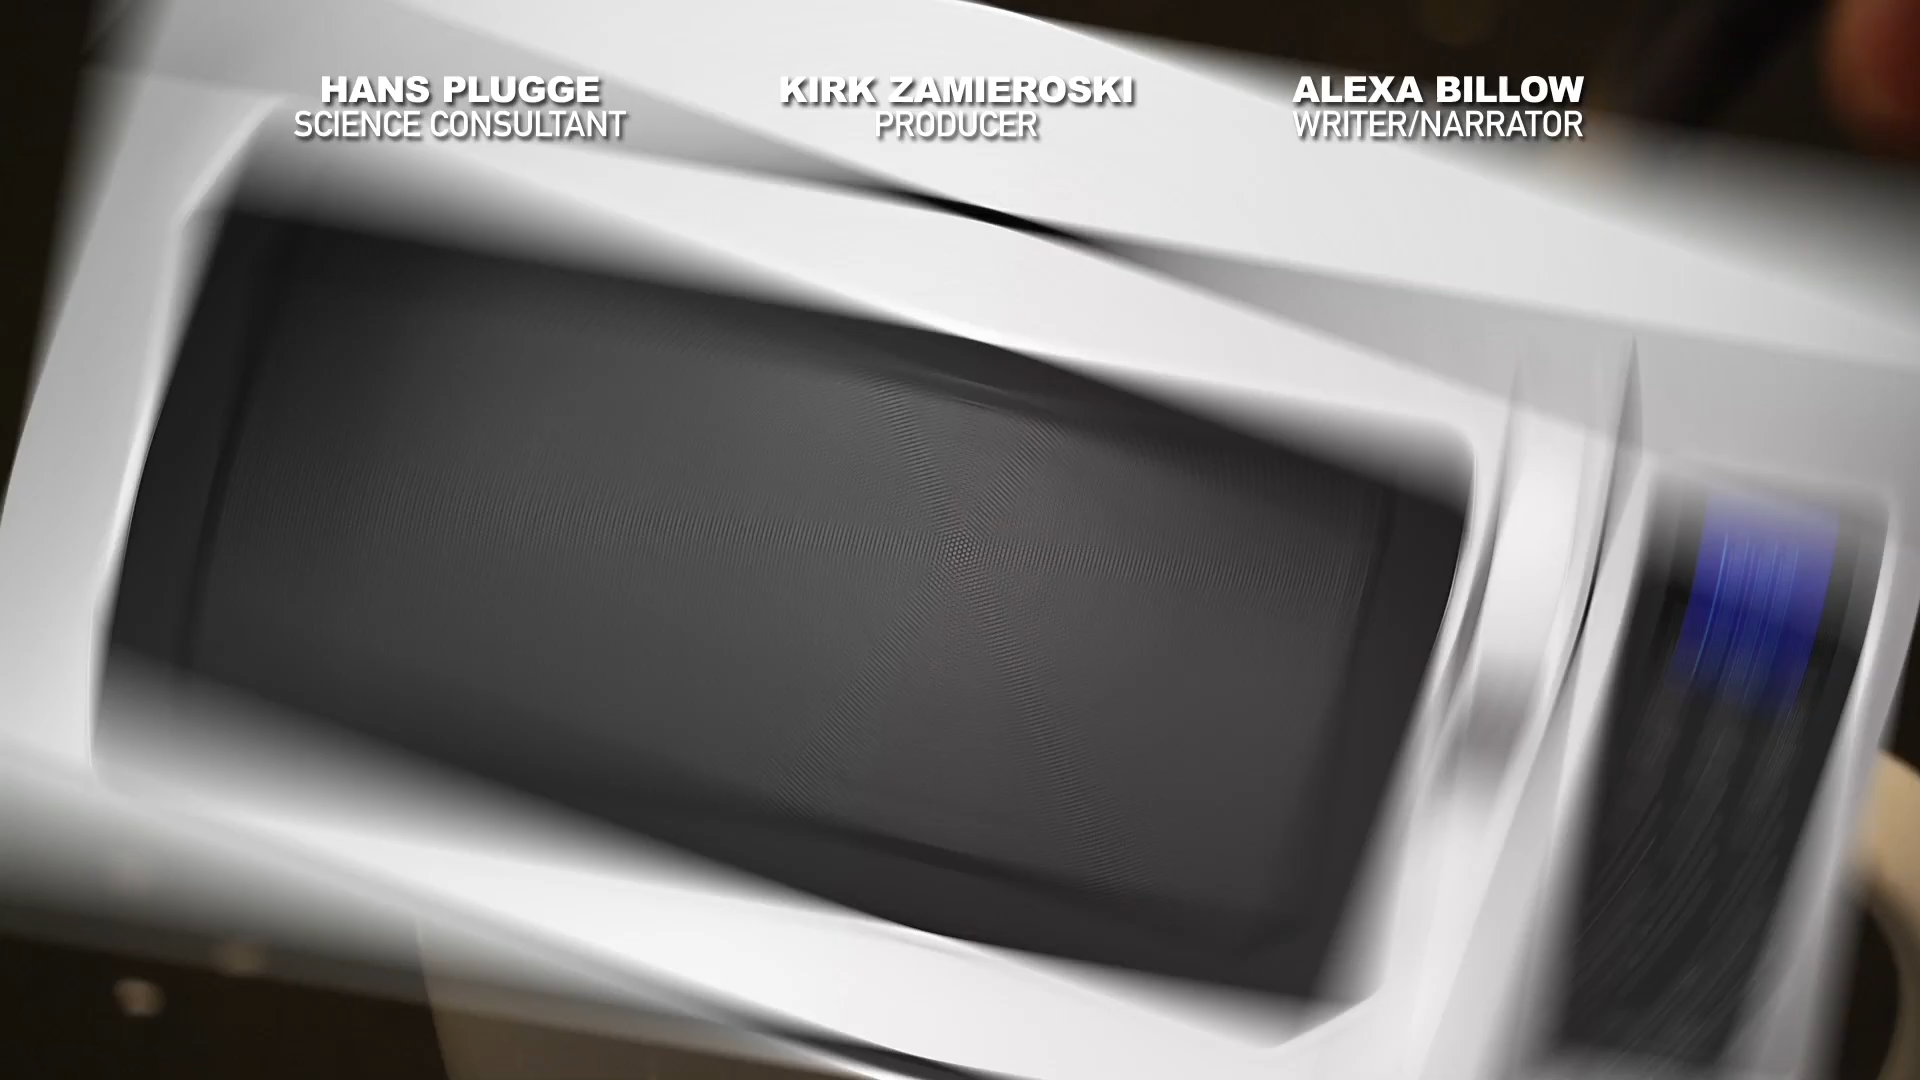 HANS PLUGGE
SCIENCE CONSULTANT
KIRK ZAMIEROSKI
PRODUCER
ALEXA BILLOW
WRITER/NARRATOR